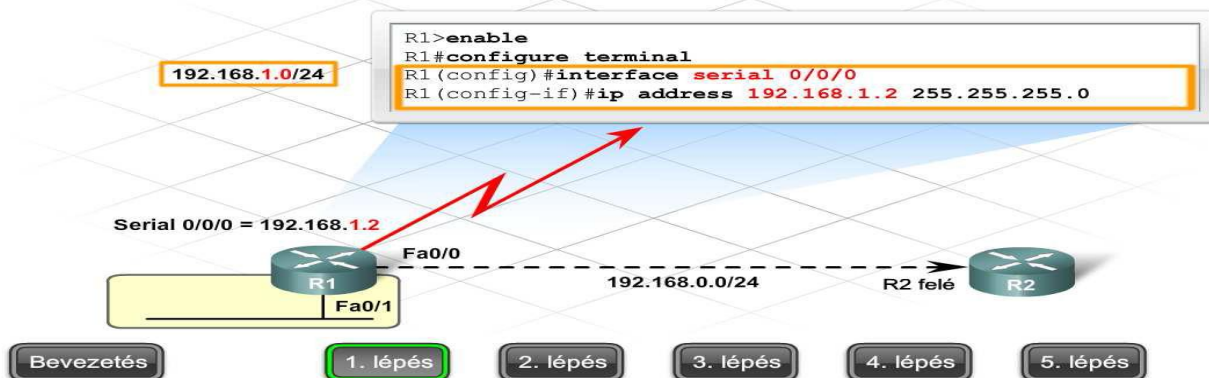 R1>enable
R1#configure terminal
R1(config)#interface serial 0/0/0
R1(config-if)#ip address 192.168.1.2 255.255.255.0
192.168.1.0/24
Serial 0/0/0 = 192.168.1.2
Fa0/0
R1
192.168.0.0/24
R2 felé
R2
Fa0/1
Bevezetés
1. lépés
2. lépés
3. lépés
4. lépés
5. lépés